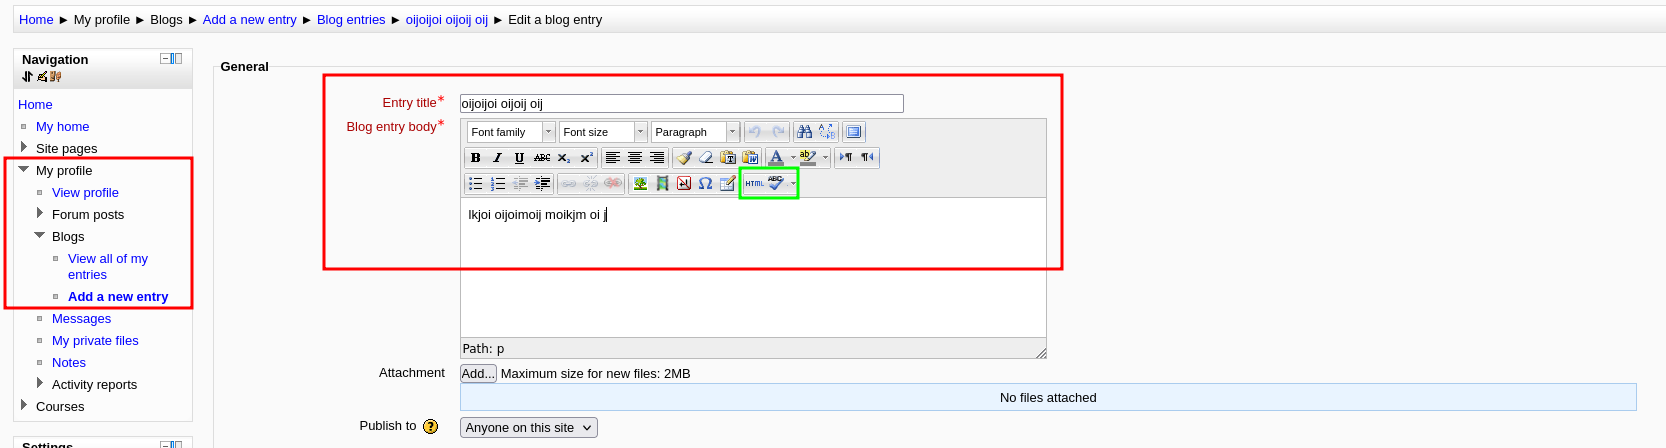 Home ► My profile ► Blogs ► Add a new entry ► Blog entries ► oijoijoi oijoij oij ► Edit a blog entry
Navigation
Home
My home
Site pages
My profile
View profile
Forum posts
Blogs
View all of my
entries
Add a new entry
Messages
My private files
Notes
Activity reports
Courses
Settings
General
Entry title*
oijoijoi oijoij oij
Blog entry body*
Font family Font size Paragraph
B I U ABC x₂ x²
HTML ABC
lkjoi oijoimoij moikjm oi j
Path: p
Attachment
Add... Maximum size for new files: 2MB
No files attached
Publish to ? Anyone on this site